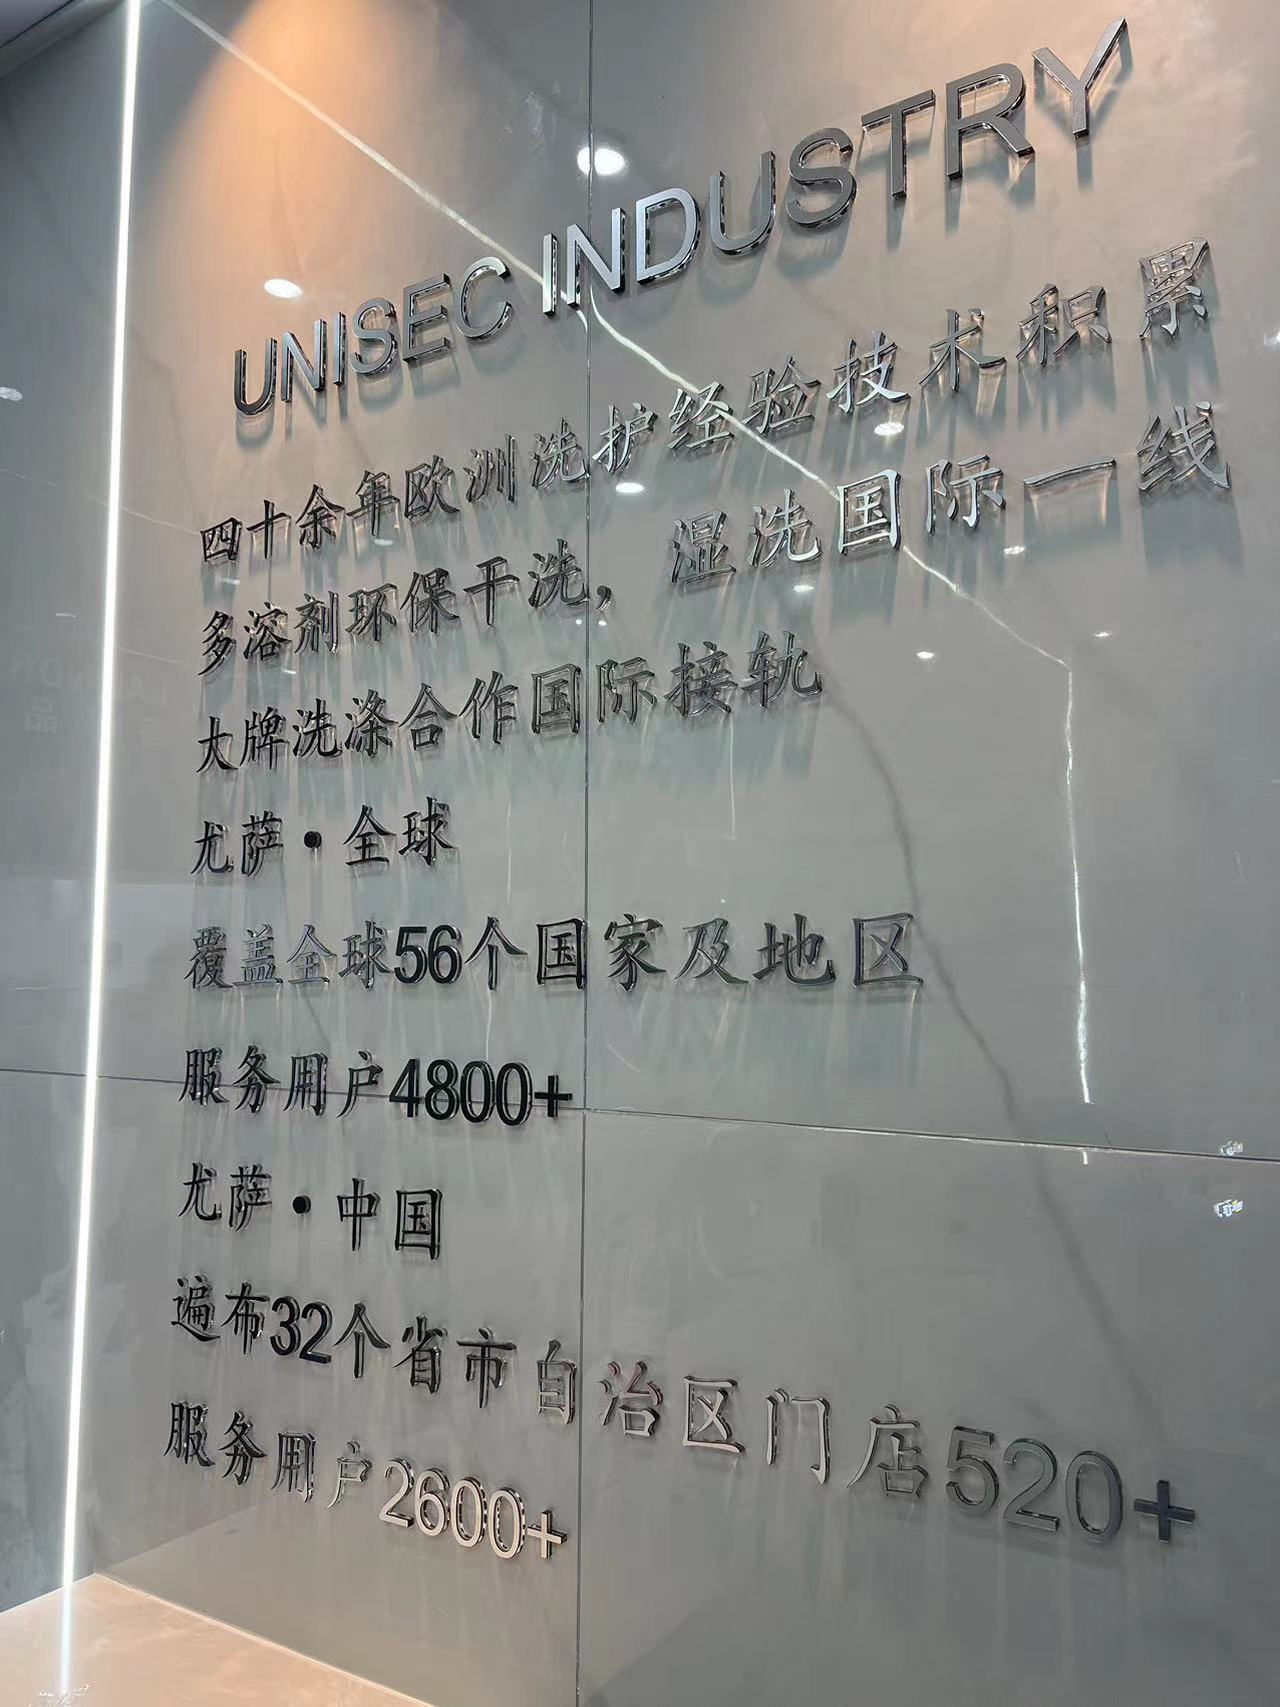 UNISEC INDUSTRY
四十余年欧洲洗护经验技术积累
多溶剂环保干洗，湿洗国际一线
大牌洗涤合作国际接轨
尤萨·全球
覆盖全球56个国家及地区
服务用户4800+
尤萨·中国
遍布32个省市自治区门店520+
服务用户2600+